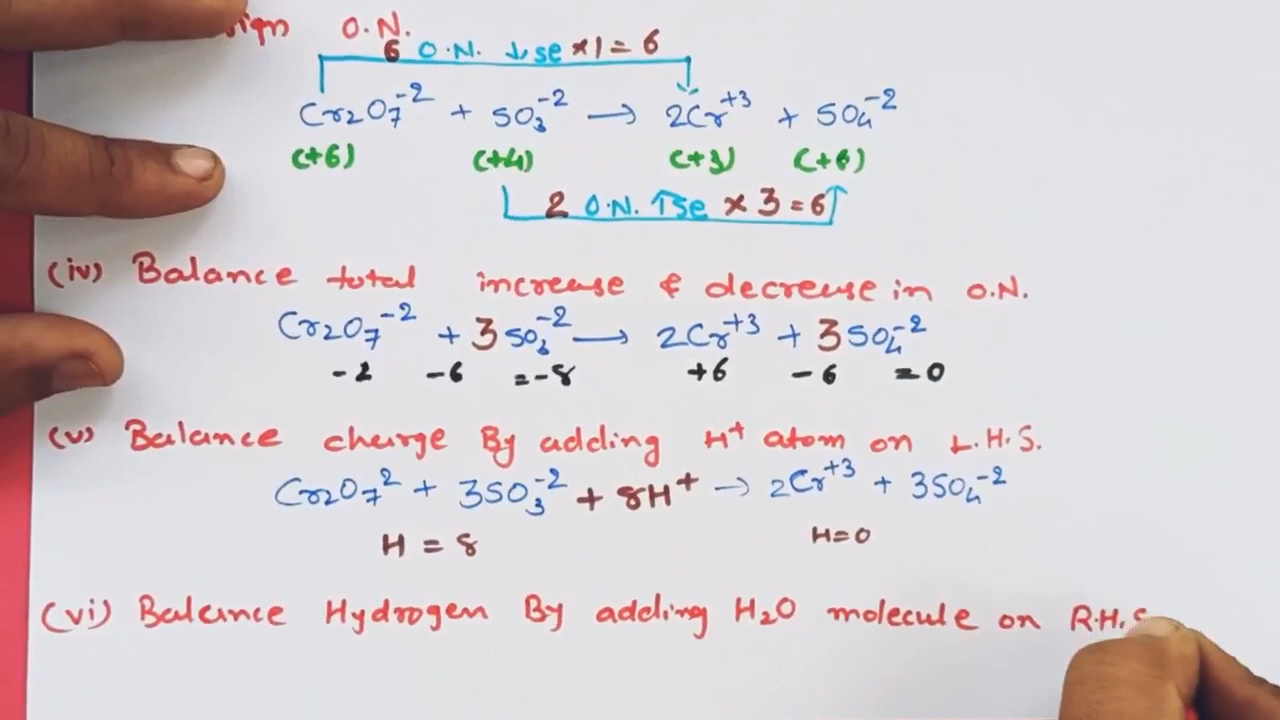 O.N.
6 O.N. ↓se ×1 = 6
Cr2O7⁻² + SO3⁻² → 2Cr⁺³ + SO4⁻²
(+6) (+4) (+3) (+6)
2 O.N. ↑se × 3 = 6
(iv) Balance total increase & decrease in O.N.
Cr2O7⁻² + 3SO3⁻² → 2Cr⁺³ + 3SO4⁻²
-2 -6 = -8 +6 -6 = 0
(v) Balance charge By adding H⁺ atom on L.H.S.
Cr2O7² + 3SO3⁻² + 8H⁺ → 2Cr⁺³ + 3SO4⁻²
H = 8 H=0
(vi) Balance Hydrogen By adding H2O molecule on R.H.S